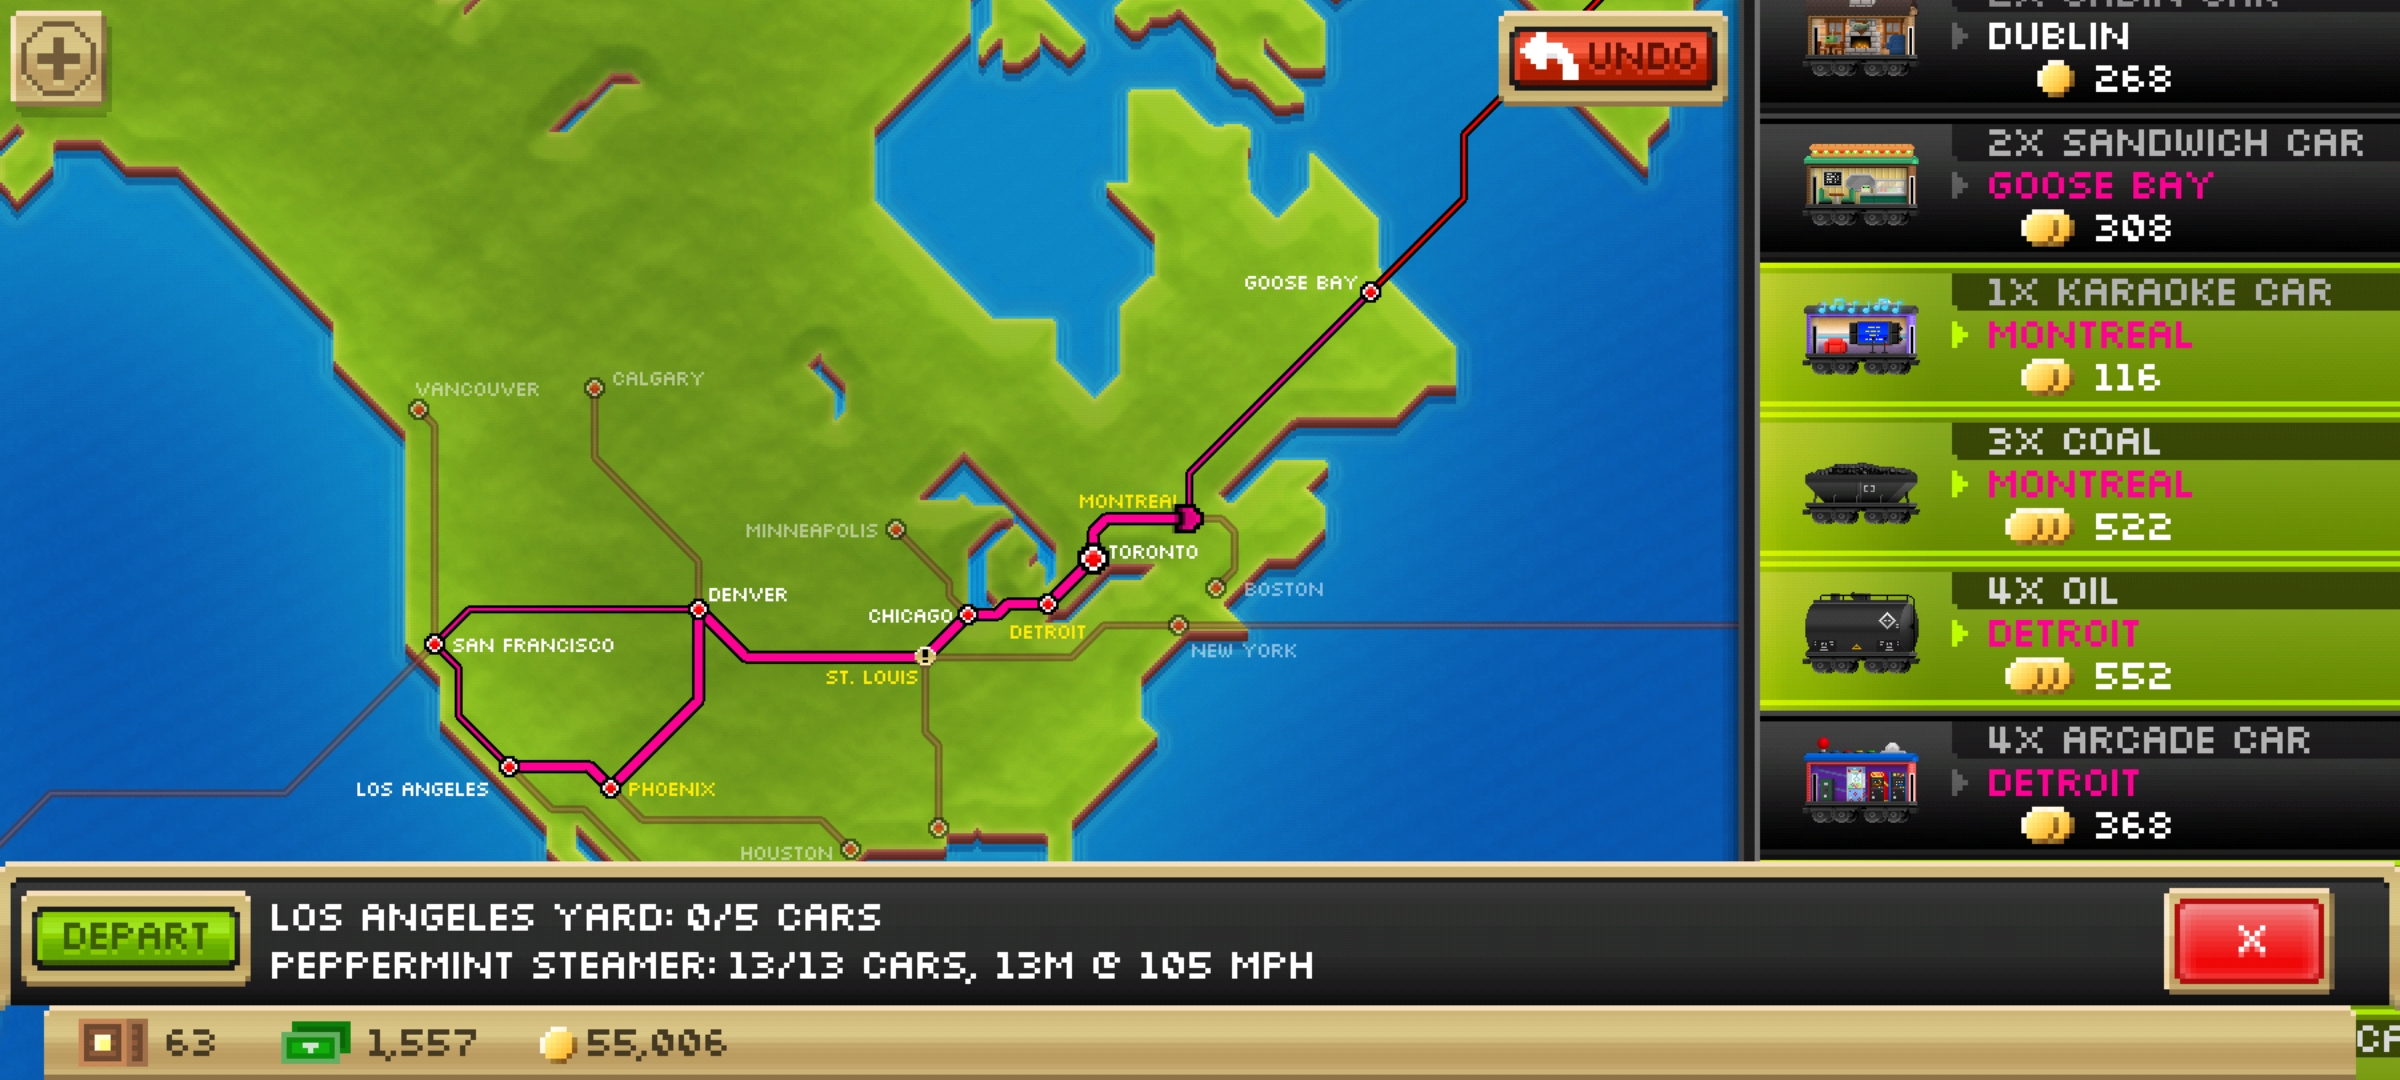 UNDO
GOOSE BAY
VANCOUVER
CALGARY
MONTREAL
MINNEAPOLIS
TORONTO
DENVER
BOSTON
CHICAGO
DETROIT
SAN FRANCISCO
NEW YORK
ST. LOUIS
LOS ANGELES
PHOENIX
HOUSTON
2X CABIN CAR
DUBLIN
268
2X SANDWICH CAR
GOOSE BAY
308
1X KARAOKE CAR
MONTREAL
116
3X COAL
MONTREAL
522
4X OIL
DETROIT
552
4X ARCADE CAR
DETROIT
368
DEPART
LOS ANGELES YARD: 0/5 CARS
PEPPERMINT STEAMER: 13/13 CARS, 13M @ 105 MPH
X
63
1,557
55,006